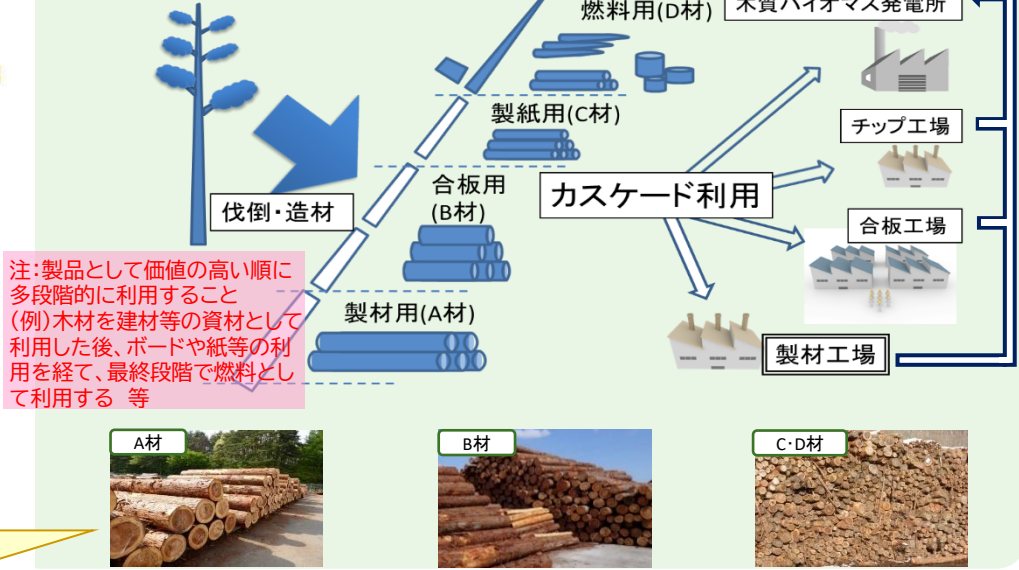 燃料用(D材)
木質バイオマス発電所
製紙用(C材)
チップ工場
合板用
(B材)
カスケード利用
伐倒・造材
合板工場
注：製品として価値の高い順に
多段階的に利用すること
（例）木材を建材等の資材として
利用した後、ボードや紙等の利
用を経て、最終段階で燃料とし
て利用する　等
製材用(A材)
製材工場
A材
B材
C・D材